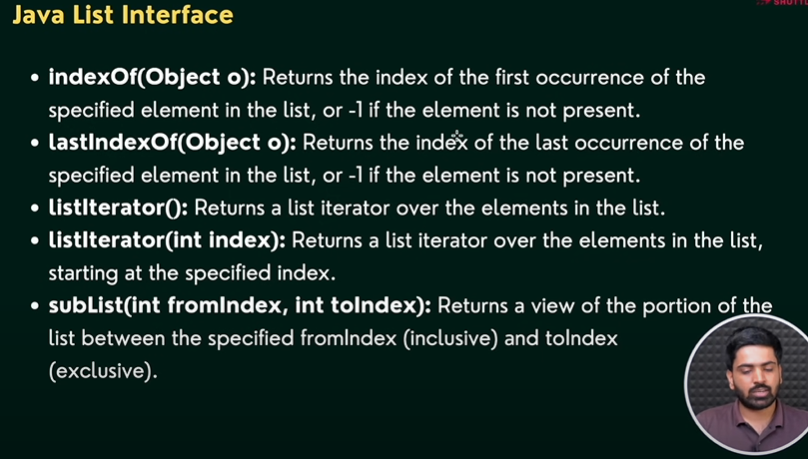 Java List Interface
• indexOf(Object o): Returns the index of the first occurrence of the
specified element in the list, or -1 if the element is not present.
• lastIndexOf(Object o): Returns the index of the last occurrence of the
specified element in the list, or -1 if the element is not present.
• listIterator(): Returns a list iterator over the elements in the list.
• listIterator(int index): Returns a list iterator over the elements in the list,
starting at the specified index.
• subList(int fromIndex, int toIndex): Returns a view of the portion of the
list between the specified fromIndex (inclusive) and toIndex
(exclusive).